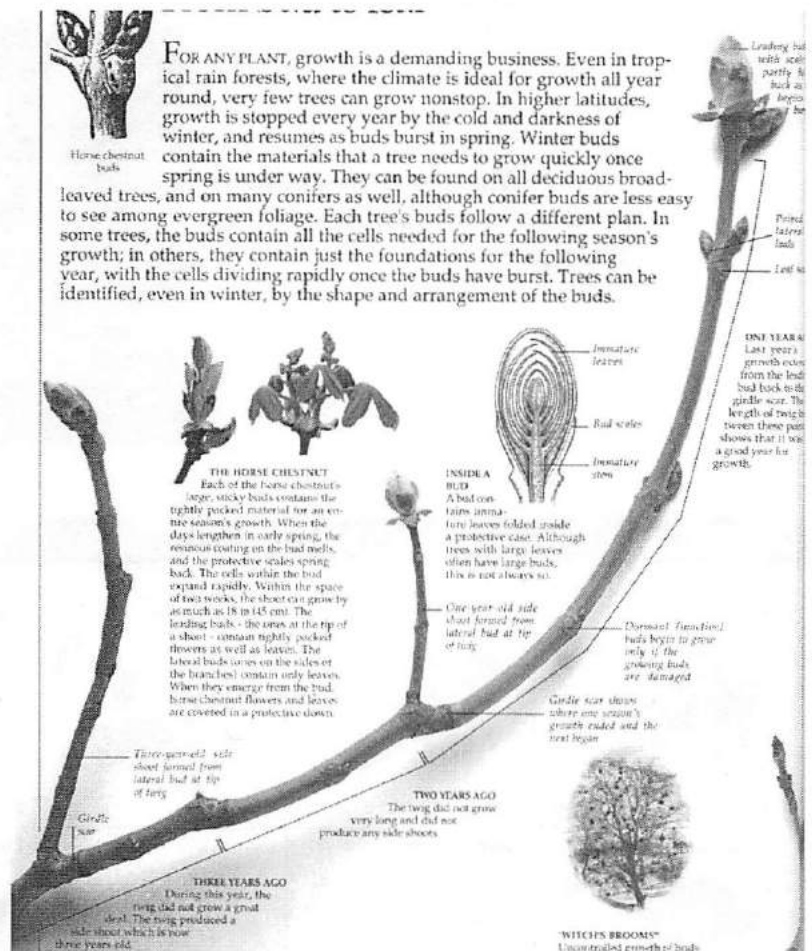 FOR ANY PLANT, growth is a demanding business. Even in trop-
ical rain forests, where the climate is ideal for growth all year
round, very few trees can grow nonstop. In higher latitudes,
growth is stopped every year by the cold and darkness of
winter, and resumes as buds burst in spring. Winter buds
contain the materials that a tree needs to grow quickly once
spring is under way. They can be found on all deciduous broad-
leaved trees, and on many conifers as well, although conifer buds are less easy
to see among evergreen foliage. Each tree's buds follow a different plan. In
some trees, the buds contain all the cells needed for the following season's
growth; in others, they contain just the foundations for the following
year, with the cells dividing rapidly once the buds have burst. Trees can be
identified, even in winter, by the shape and arrangement of the buds.
Horse chestnut
buds
Leading
with
partly
back as
begins
Paired
lateral
buds
Leaf
ONE YEAR
Last year's
growth
from the
bud back to the
girdle scar. The
length of twig
tween these
shows that it was
a good year for
growth.
Immature
leaves
Bud scales
Immature
stem
THE HORSE CHESTNUT
Each of the horse chestnut's
large, sticky buds contains the
tightly packed material for an en-
tire season's growth. When the
days lengthen in early spring, the
resinous coating on the bud melts,
and the protective scales spring
back. The cells within the bud
expand rapidly. Within the space
of two weeks, the shoot can grow by
as much as 18 in (45 cm). The
leading buds - the ones at the tip of
a shoot - contain tightly packed
flowers as well as leaves. The
lateral buds (ones on the sides of
the branches) contain only leaves.
When they emerge from the bud,
horse chestnut flowers and leaves
are covered in a protective down.
INSIDE A
BUD
A bud con-
tains imma-
ture leaves folded inside
a protective case. Although
trees with large leaves
often have large buds,
this is not always so.
One-year-old side
shoot formed from
lateral bud at tip
of twig
Dormant (inactive)
buds begin to grow
only if the
growing buds
are damaged
Girdle scar shows
where one season's
growth ended and the
next began
Three-year-old side
shoot formed from
lateral bud at tip
of twig
Girdle
scar
TWO YEARS AGO
The twig did not grow
very long and did not
produce any side shoots
THREE YEARS AGO
During this year, the
twig did not grow a great
deal. The twig produced a
side shoot which is now
three years old
"WITCH'S BROOMS"
Uncontrolled growth of buds